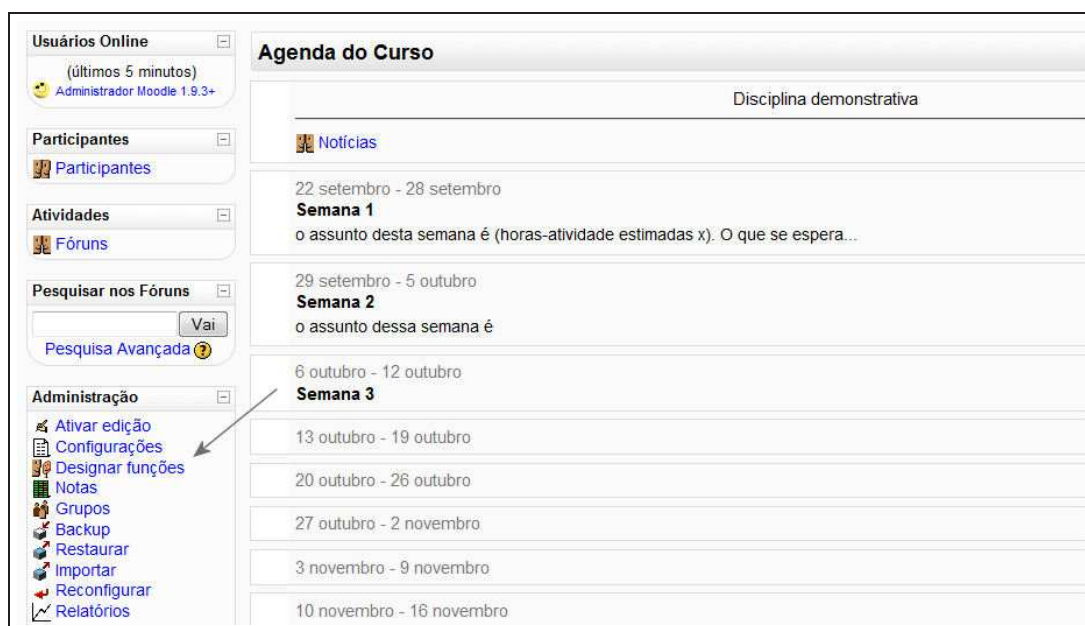 Usuários Online
(últimos 5 minutos)
Administrador Moodle 1.9.3+
Participantes
Participantes
Atividades
Fóruns
Pesquisar nos Fóruns
Vai
Pesquisa Avançada ?
Administração
Ativar edição
Configurações
Designar funções
Notas
Grupos
Backup
Restaurar
Importar
Reconfigurar
Relatórios
Agenda do Curso
Disciplina demonstrativa
Notícias
22 setembro - 28 setembro
Semana 1
o assunto desta semana é (horas-atividade estimadas x). O que se espera...
29 setembro - 5 outubro
Semana 2
o assunto dessa semana é
6 outubro - 12 outubro
Semana 3
13 outubro - 19 outubro
20 outubro - 26 outubro
27 outubro - 2 novembro
3 novembro - 9 novembro
10 novembro - 16 novembro